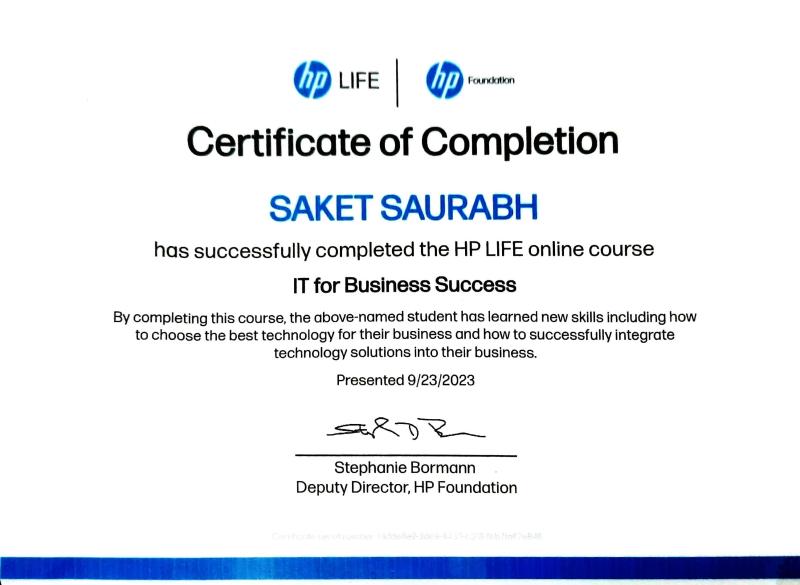 hp LIFE hp Foundation
Certificate of Completion
SAKET SAURABH
has successfully completed the HP LIFE online course
IT for Business Success
By completing this course, the above-named student has learned new skills including how
to choose the best technology for their business and how to successfully integrate
technology solutions into their business.
Presented 9/23/2023
Stephanie Bormann
Deputy Director, HP Foundation
Certificate serial number